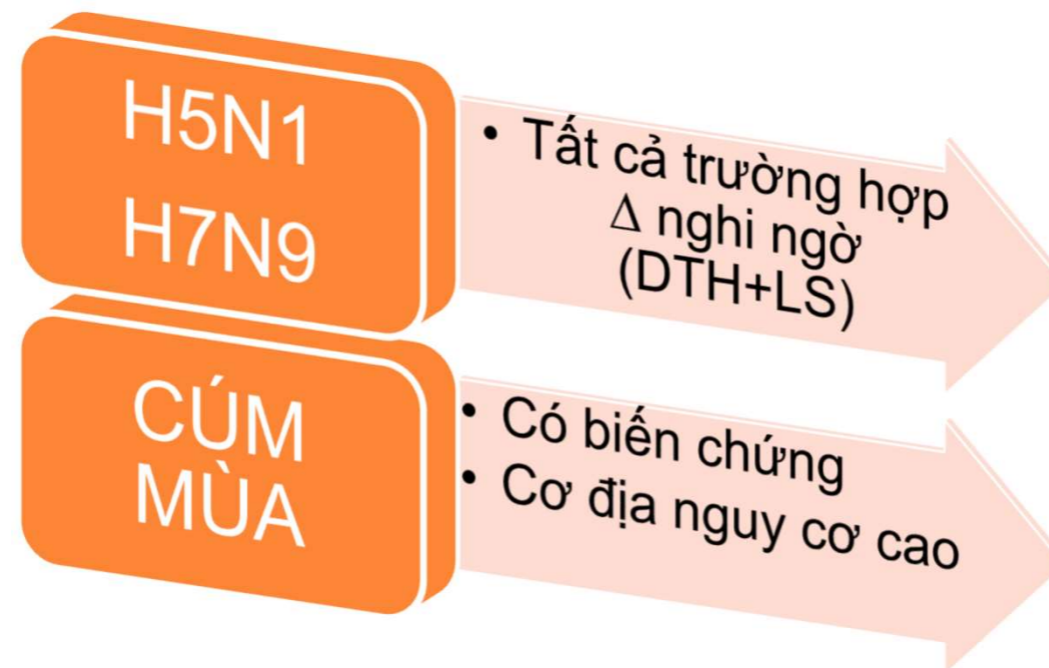 H5N1
H7N9
• Tất cả trường hợp
Δ nghi ngờ
(DTH+LS)
CÚM
MÙA
• Có biến chứng
• Cơ địa nguy cơ cao